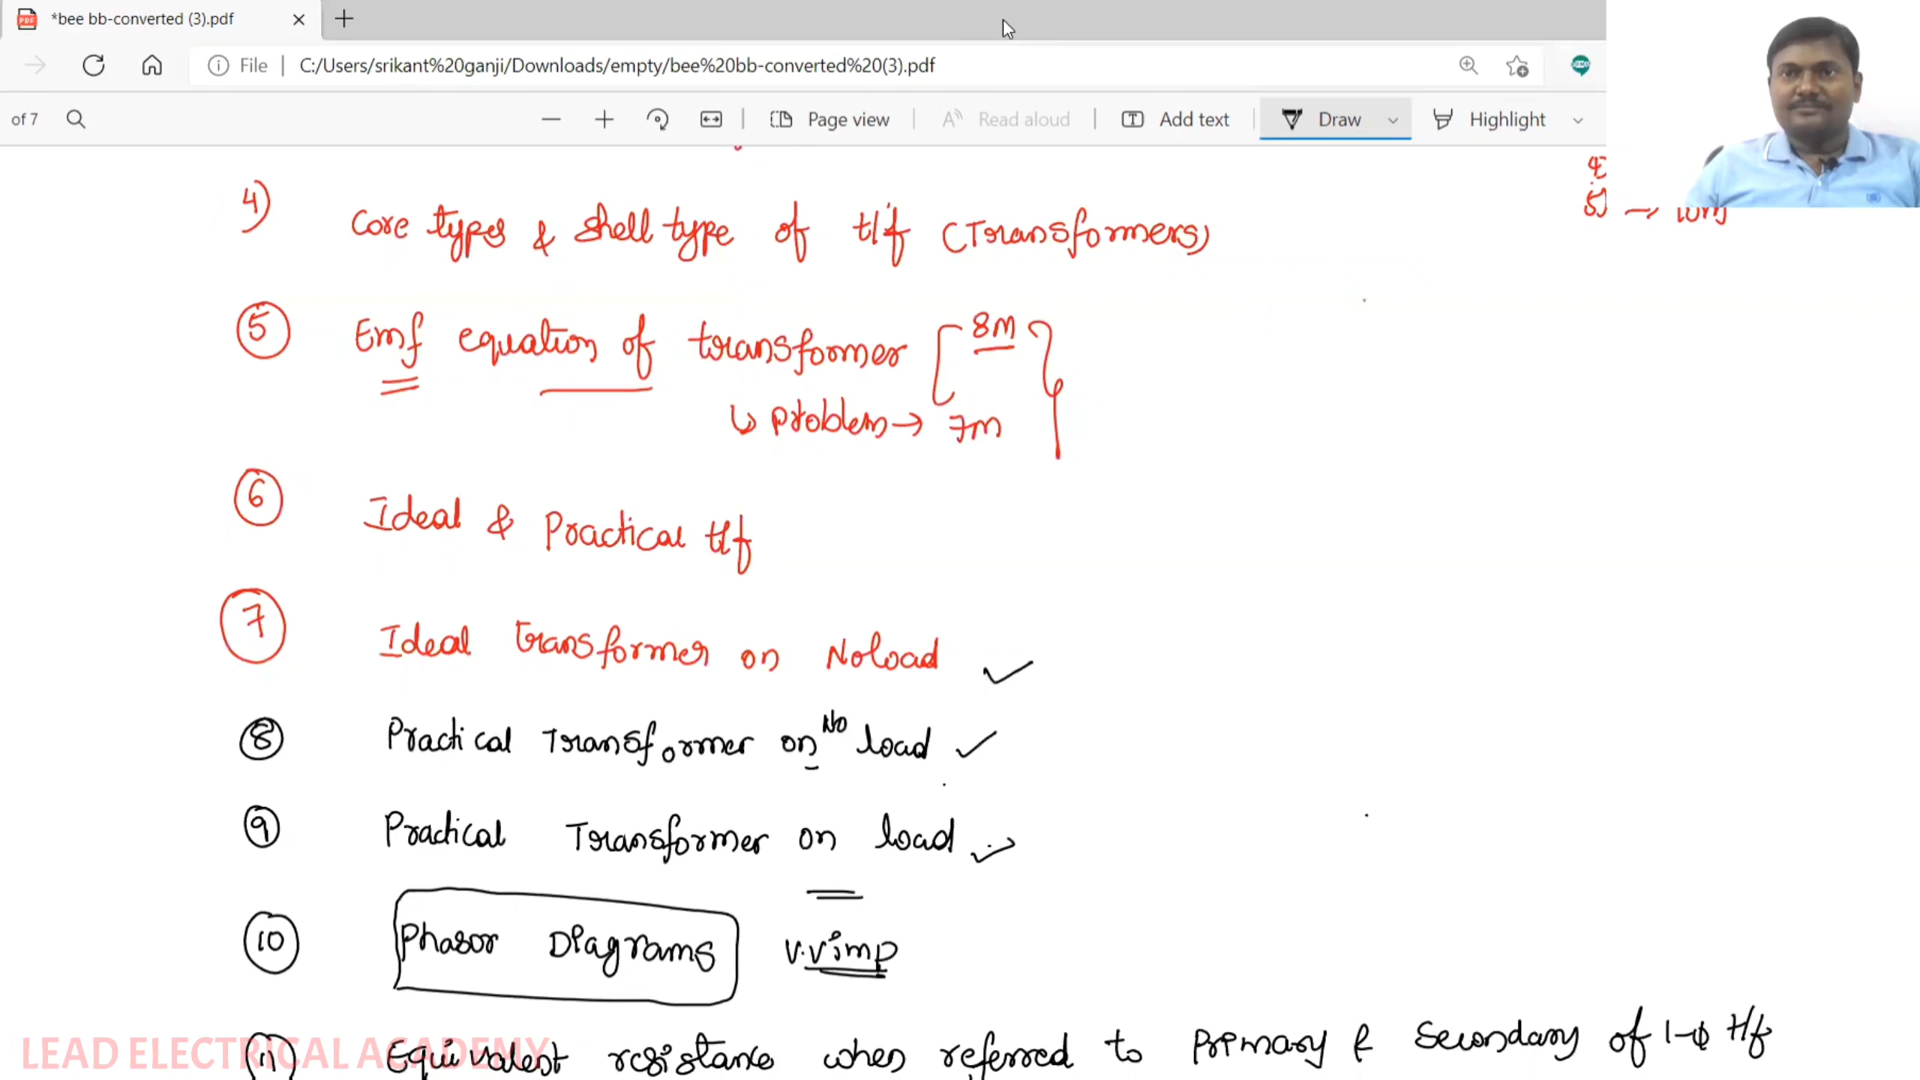 *bee bb-converted (3).pdf
File C:/Users/srikant%20ganji/Downloads/empty/bee%20bb-converted%20(3).pdf
of 7 Page view Read aloud Add text Draw Highlight
4) Core types & shell type of t/f (Transformers)
5) → 10m
5 Emf equation of transformer [ 8M
↳ problem → 7m
6 Ideal & Practical t/f
7 Ideal transformer on Noload ✓
8 Practical Transformer on No load ✓
9 Practical Transformer on load ✓
10 Phasor Diagrams v.v imp
11 Equivalent resistance when referred to Primary & Secondary of 1-ϕ t/f
LEAD ELECTRICAL ACADEMY